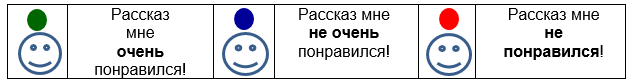 Рассказ
мне
очень
понравился!
Рассказ мне
не очень
понравился!
Рассказ мне
не
понравился!